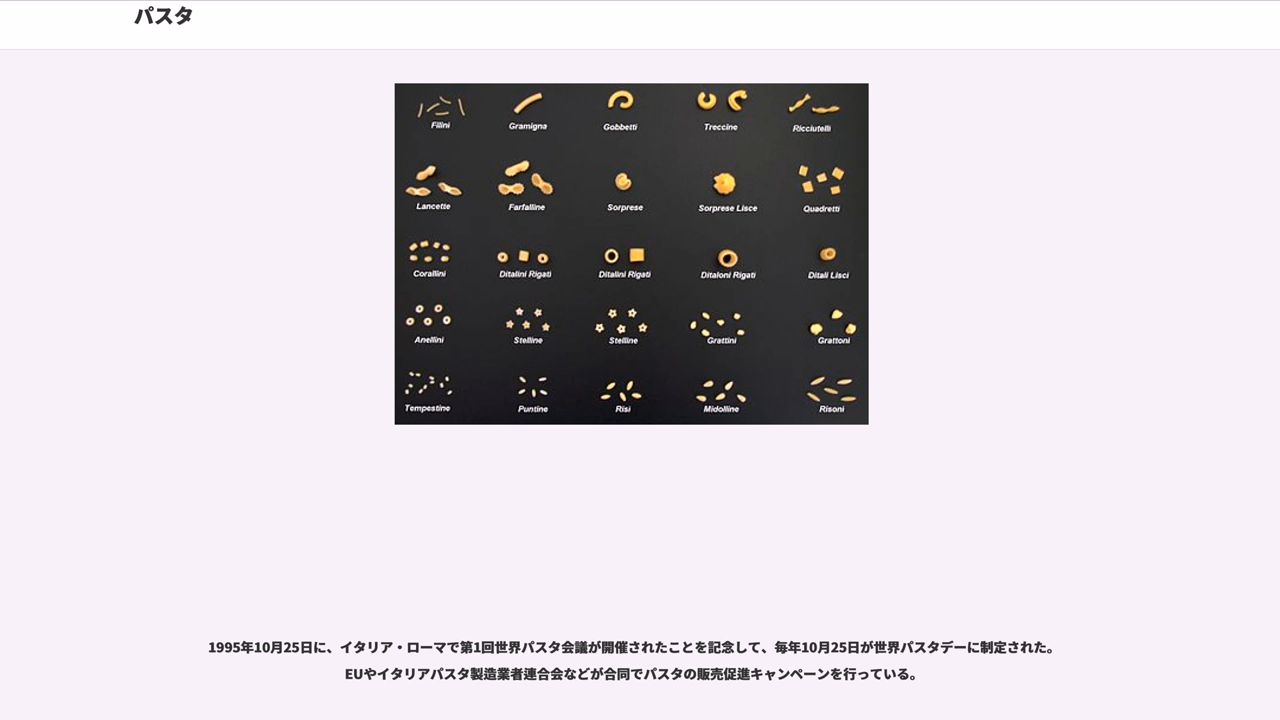 パスタ
Filini Gramigna Gobbetti Treccine Ricciutelli
Lancette Farfalline Sorprese Sorprese Lisce Quadretti
Corallini Ditalini Rigati Ditalini Rigati Ditaloni Rigati Ditali Lisci
Anellini Stelline Stelline Grattini Grattoni
Tempestine Puntine Risi Midolline Risoni
1995年10月25日に、イタリア・ローマで第1回世界パスタ会議が開催されたことを記念して、毎年10月25日が世界パスタデーに制定された。
EUやイタリアパスタ製造業者連合会などが合同でパスタの販売促進キャンペーンを行っている。